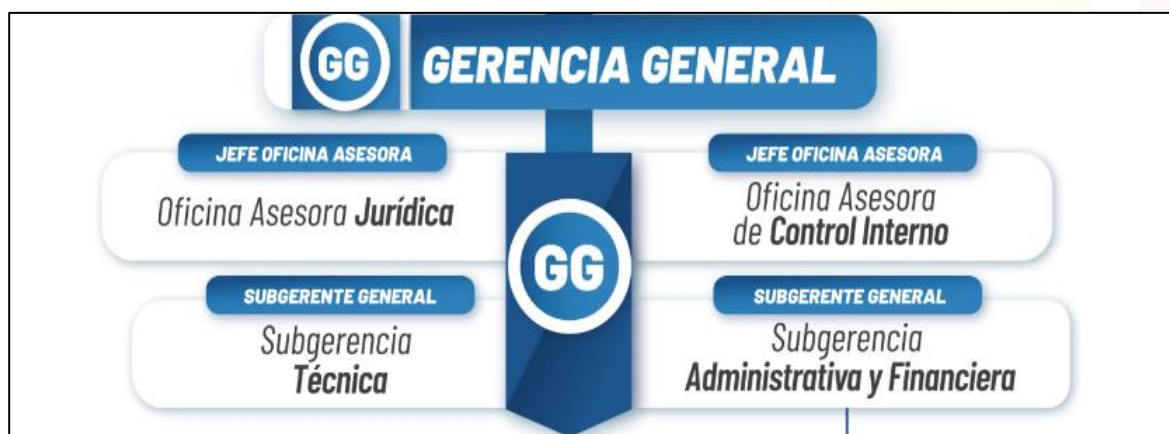 GG GERENCIA GENERAL
JEFE OFICINA ASESORA
Oficina Asesora Jurídica
JEFE OFICINA ASESORA
Oficina Asesora
de Control Interno
GG
SUBGERENTE GENERAL
Subgerencia
Técnica
SUBGERENTE GENERAL
Subgerencia
Administrativa y Financiera